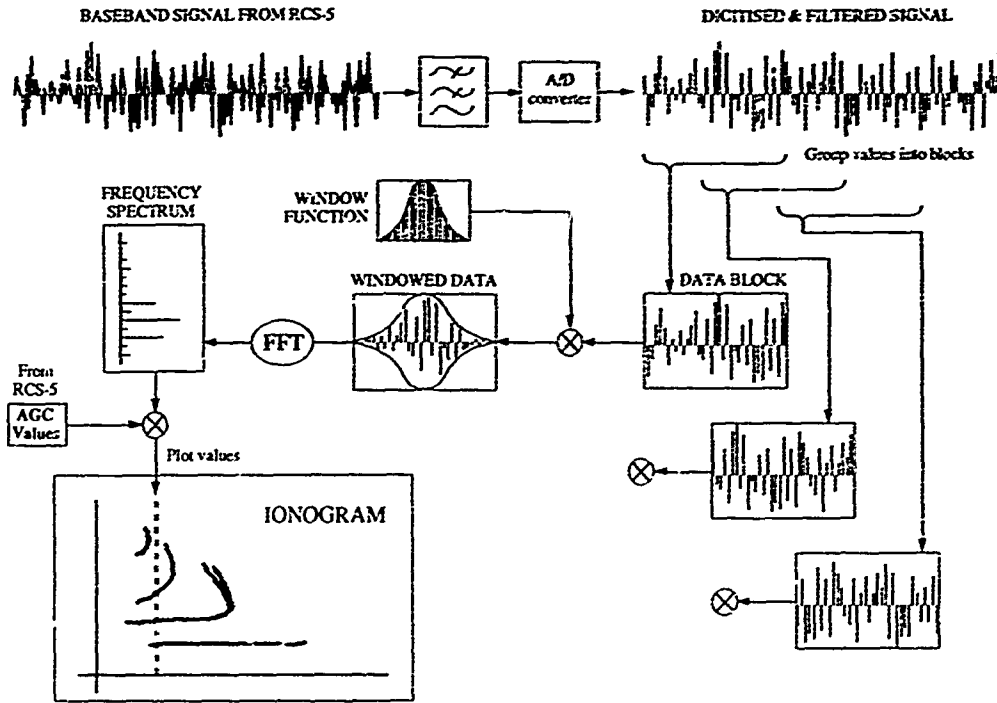 BASEBAND SIGNAL FROM RCS-5
DIGITISED & FILTERED SIGNAL
A/D
converter
Group values into blocks
FREQUENCY
SPECTRUM
WINDOW
FUNCTION
WINDOWED DATA
DATA BLOCK
FFT
From
RCS-5
AGC
Values
Plot values
IONOGRAM